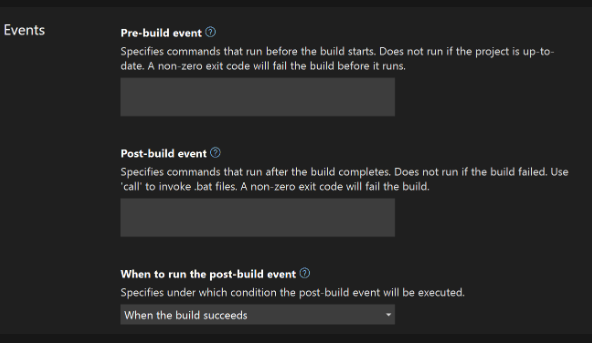 Events
Pre-build event ?
Specifies commands that run before the build starts. Does not run if the project is up-to-
date. A non-zero exit code will fail the build before it runs.
Post-build event ?
Specifies commands that run after the build completes. Does not run if the build failed. Use
'call' to invoke .bat files. A non-zero exit code will fail the build.
When to run the post-build event ?
Specifies under which condition the post-build event will be executed.
When the build succeeds